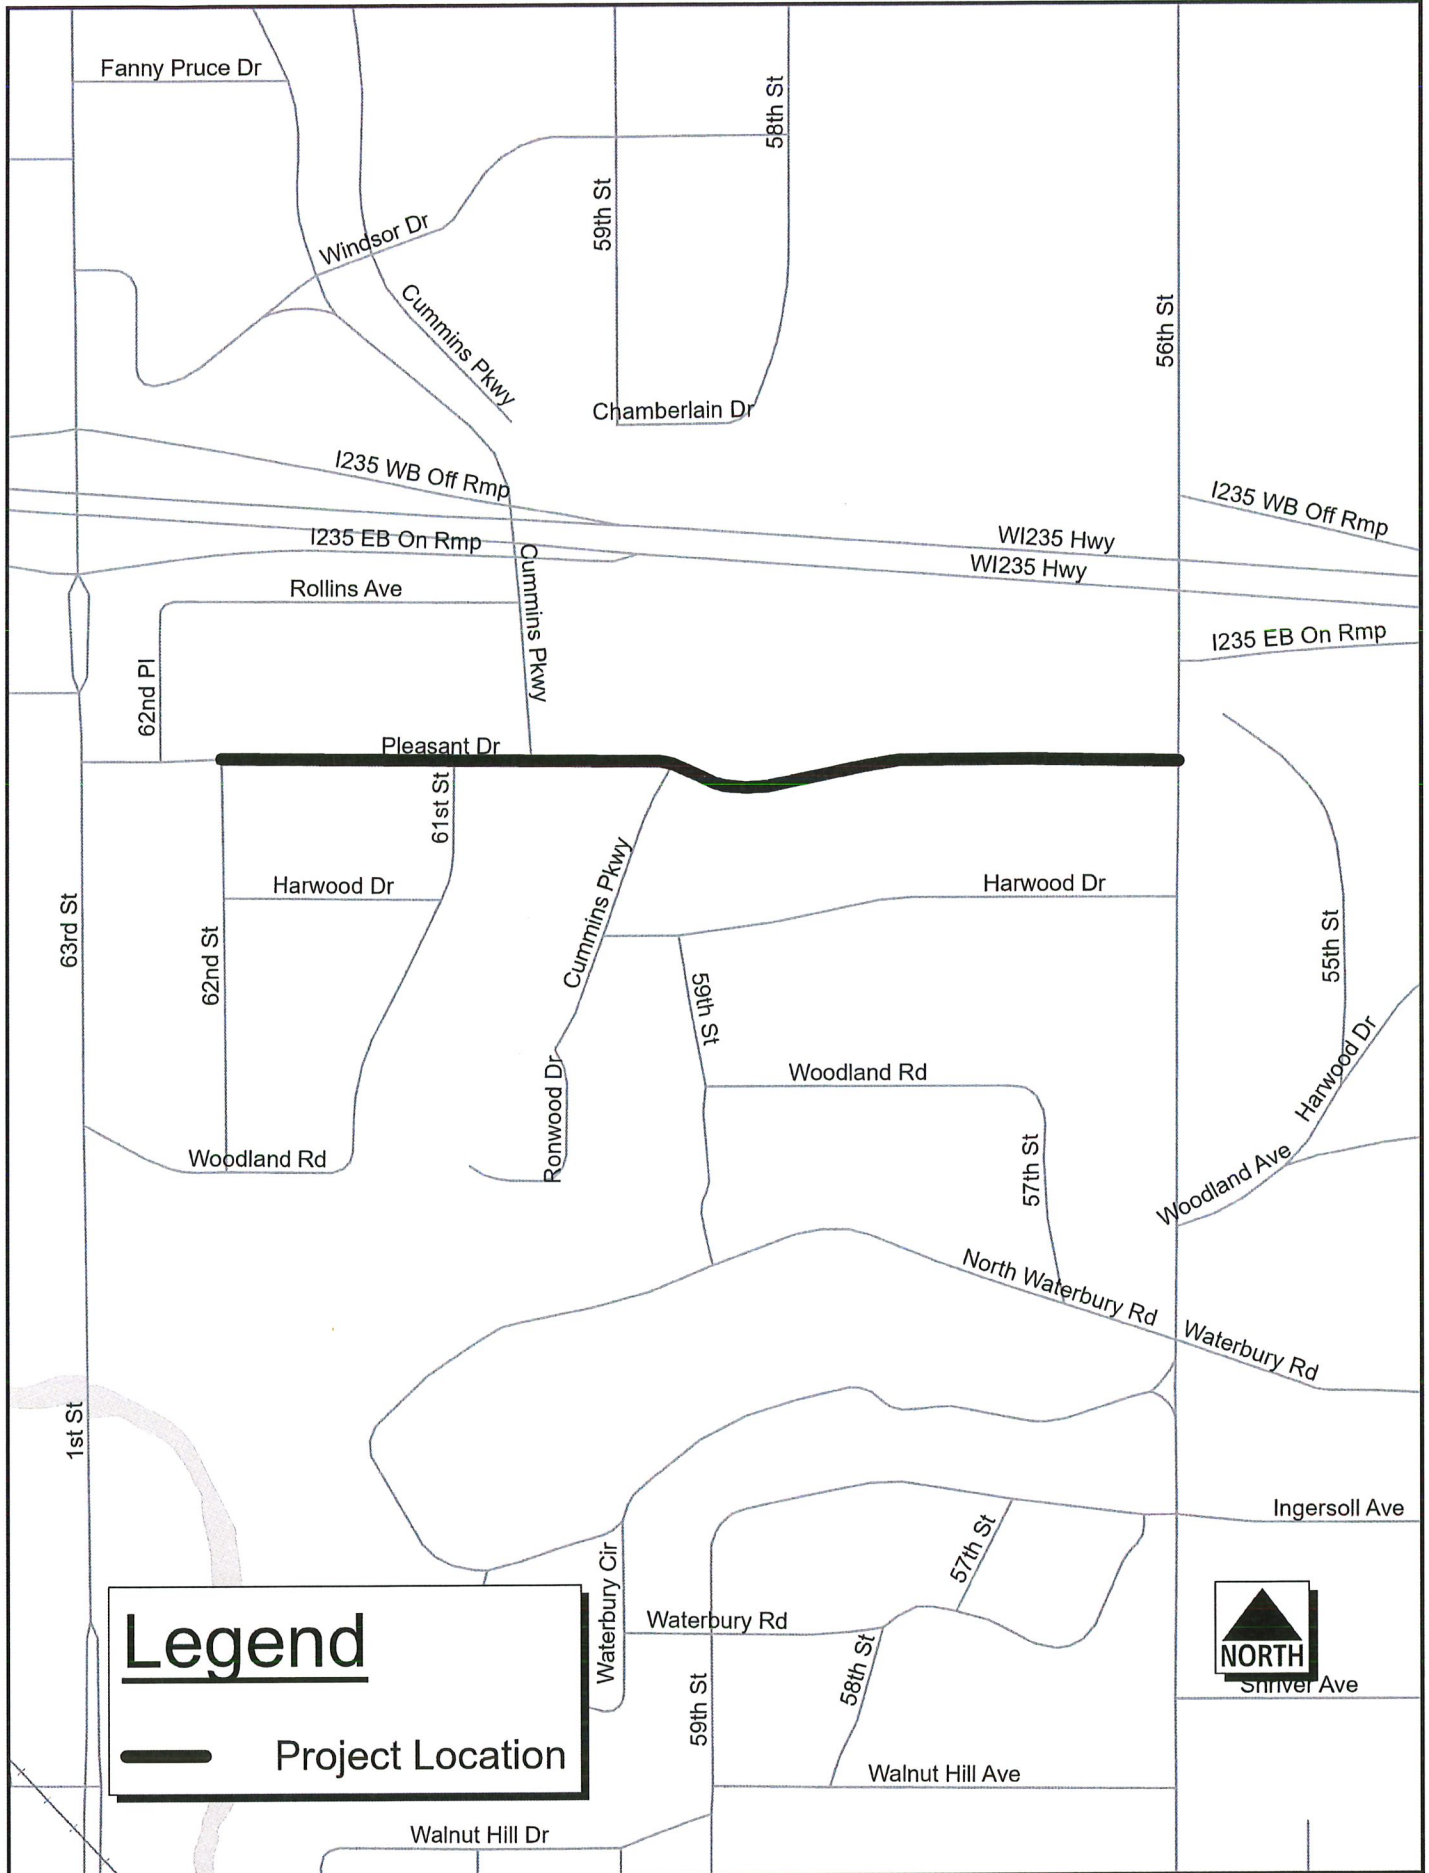 Fanny Pruce Dr
58th St
59th St
Windsor Dr
Cummins Pkwy
56th St
Chamberlain Dr
I235 WB Off Rmp
I235 WB Off Rmp
WI235 Hwy
I235 EB On Rmp
WI235 Hwy
Cummins Pkwy
Rollins Ave
I235 EB On Rmp
62nd Pl
Pleasant Dr
61st St
Harwood Dr
Harwood Dr
Cummins Pkwy
63rd St
62nd St
55th St
59th St
Harwood Dr
Woodland Rd
Ronwood Dr
Woodland Rd
57th St
Woodland Ave
North Waterbury Rd
Waterbury Rd
1st St
Ingersoll Ave
57th St
Waterbury Cir
Waterbury Rd
58th St
59th St
NORTH
Shriver Ave
Legend
Project Location
Walnut Hill Ave
Walnut Hill Dr